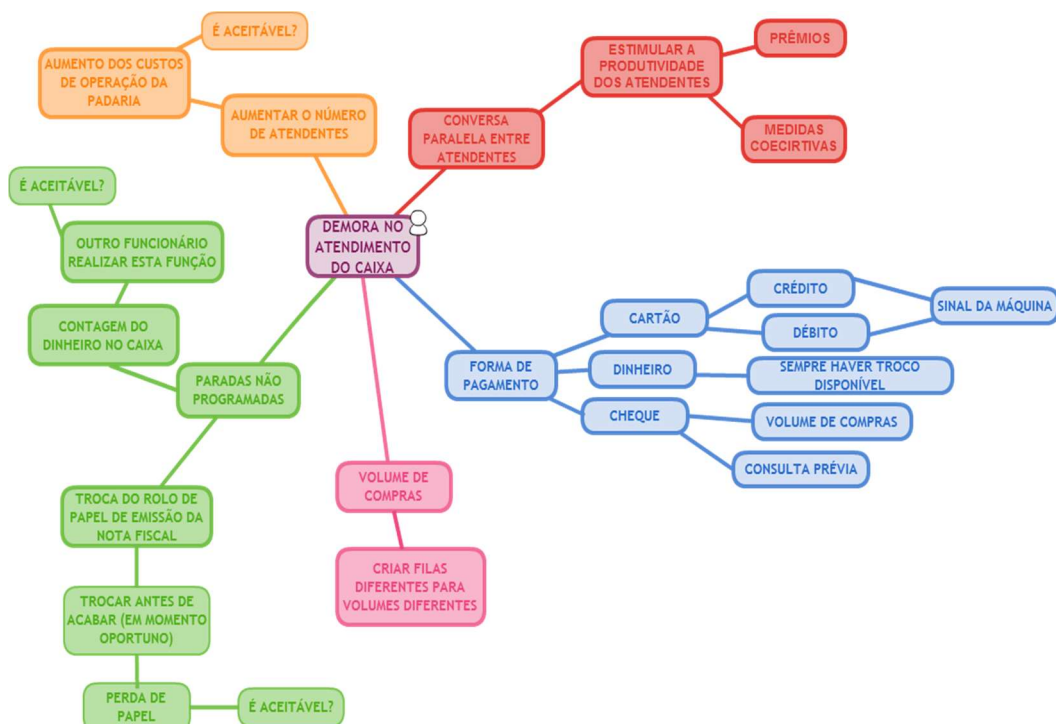 É ACEITÁVEL?
AUMENTO DOS CUSTOS
DE OPERAÇÃO DA
PADARIA
AUMENTAR O NÚMERO
DE ATENDENTES
PRÊMIOS
ESTIMULAR A
PRODUTIVIDADE
DOS ATENDENTES
CONVERSA
PARALELA ENTRE
ATENDENTES
MEDIDAS
COECIRTIVAS
É ACEITÁVEL?
OUTRO FUNCIONÁRIO
REALIZAR ESTA FUNÇÃO
CONTAGEM DO
DINHEIRO NO CAIXA
PARADAS NÃO
PROGRAMADAS
DEMORA NO
ATENDIMENTO
DO CAIXA
FORMA DE
PAGAMENTO
CARTÃO
CRÉDITO
DÉBITO
SINAL DA MÁQUINA
DINHEIRO
SEMPRE HAVER TROCO
DISPONÍVEL
CHEQUE
VOLUME DE COMPRAS
CONSULTA PRÉVIA
VOLUME DE
COMPRAS
CRIAR FILAS
DIFERENTES PARA
VOLUMES DIFERENTES
TROCA DO ROLO DE
PAPEL DE EMISSÃO DA
NOTA FISCAL
TROCAR ANTES DE
ACABAR (EM MOMENTO
OPORTUNO)
PERDA DE
PAPEL
É ACEITÁVEL?